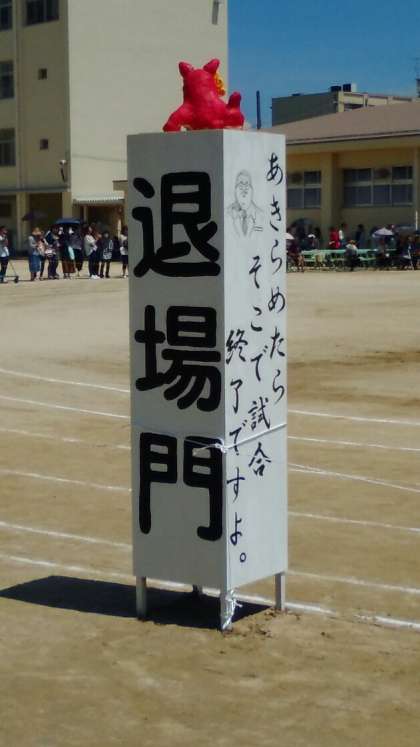 退場門
あきらめたら
そこで試合
終了ですよ。